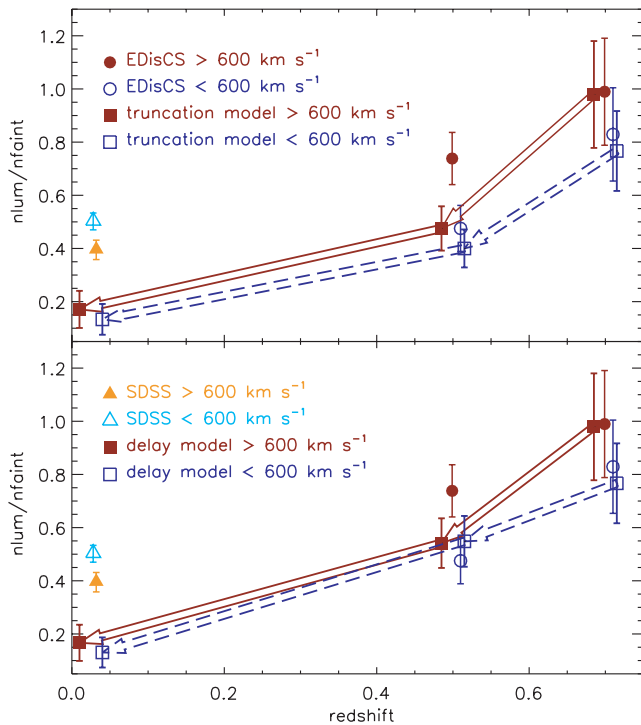 1.2
1.0
0.8
0.6
0.4
0.2
nlum/nfaint
EDisCS > 600 km s⁻¹
EDisCS < 600 km s⁻¹
truncation model > 600 km s⁻¹
truncation model < 600 km s⁻¹
1.2
1.0
0.8
0.6
0.4
0.2
nlum/nfaint
SDSS > 600 km s⁻¹
SDSS < 600 km s⁻¹
delay model > 600 km s⁻¹
delay model < 600 km s⁻¹
0.0 0.2 0.4 0.6
redshift